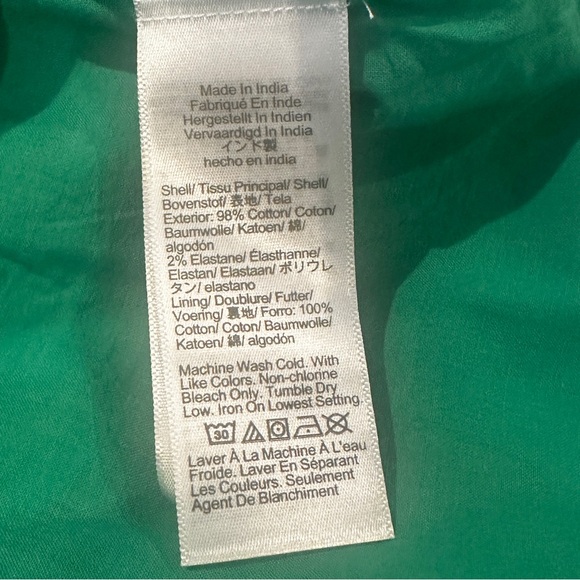 Made In India
Fabriqué En Inde
Hergestellt In Indien
Vervaardigd In India
インド製
hecho en india
Shell/ Tissu Principal/ Shell/
Bovenstof/ 表地/ Tela
Exterior: 98% Cotton/ Coton/
Baumwolle/ Katoen/ 綿/
algodón
2% Elastane/ Élasthanne/
Elastan/ Elastaan/ ポリウレ
タン/ elastano
Lining/ Doublure/ Futter/
Voering/ 裏地/ Forro: 100%
Cotton/ Coton/ Baumwolle/
Katoen/ 綿/ algodón
Machine Wash Cold. With
Like Colors. Non-chlorine
Bleach Only. Tumble Dry
Low. Iron On Lowest Setting.
30
Laver À La Machine À L'eau
Froide. Laver En Séparant
Les Couleurs. Seulement
Agent De Blanchiment